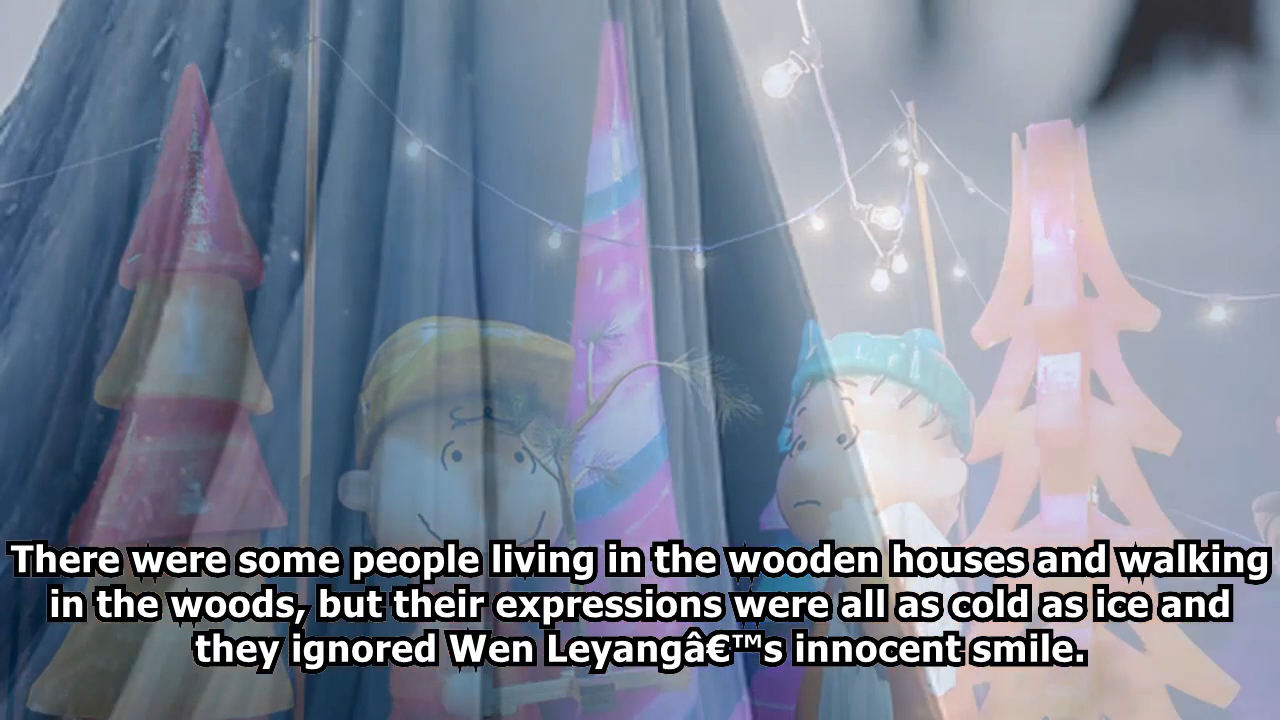 There were some people living in the wooden houses and walking
in the woods, but their expressions were all as cold as ice and
they ignored Wen Leyangâ€™s innocent smile.